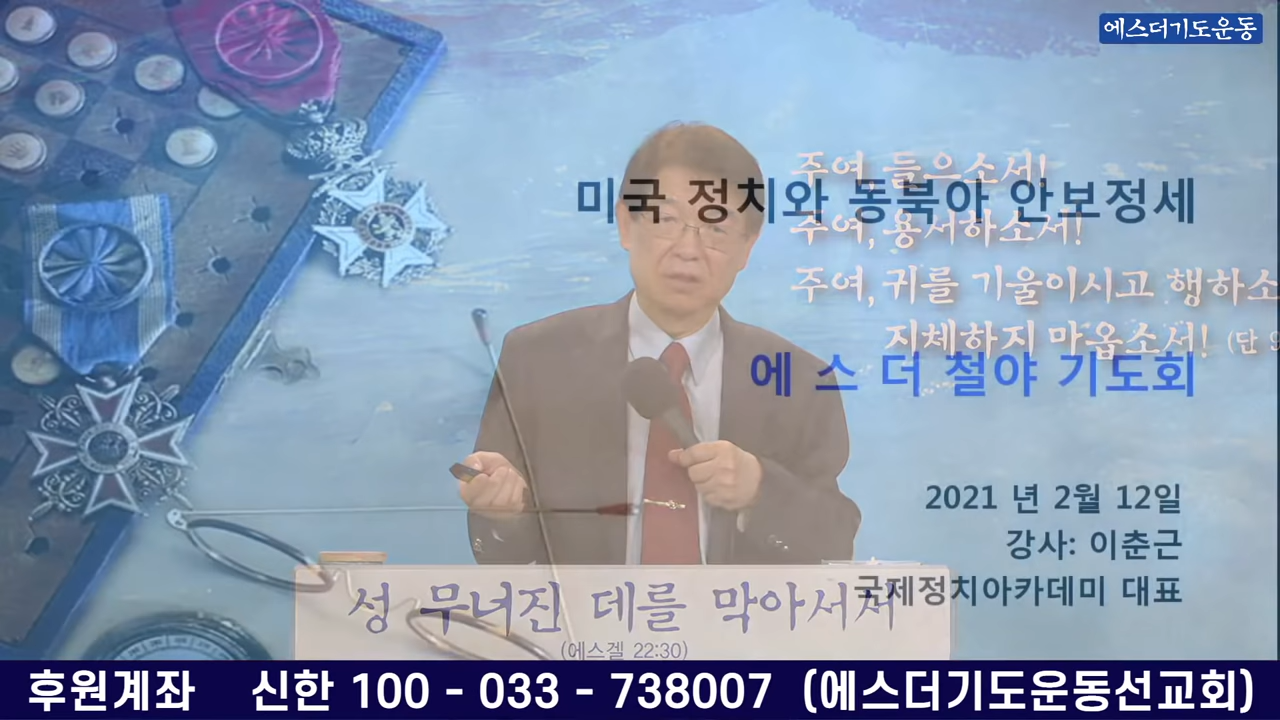 에스더기도운동
주여, 들으소서!
미국 정치와 동북아 안보정세
주여, 용서하소서!
주여, 귀를 기울이시고 행하소
지체하지 마옵소서! (단 9
에 스 더 철야 기도회
2021 년 2월 12일
강사: 이춘근
국제정치아카데미 대표
성 무너진 데를 막아서서
(에스겔 22:30)
후원계좌 신한 100 - 033 - 738007 (에스더기도운동선교회)